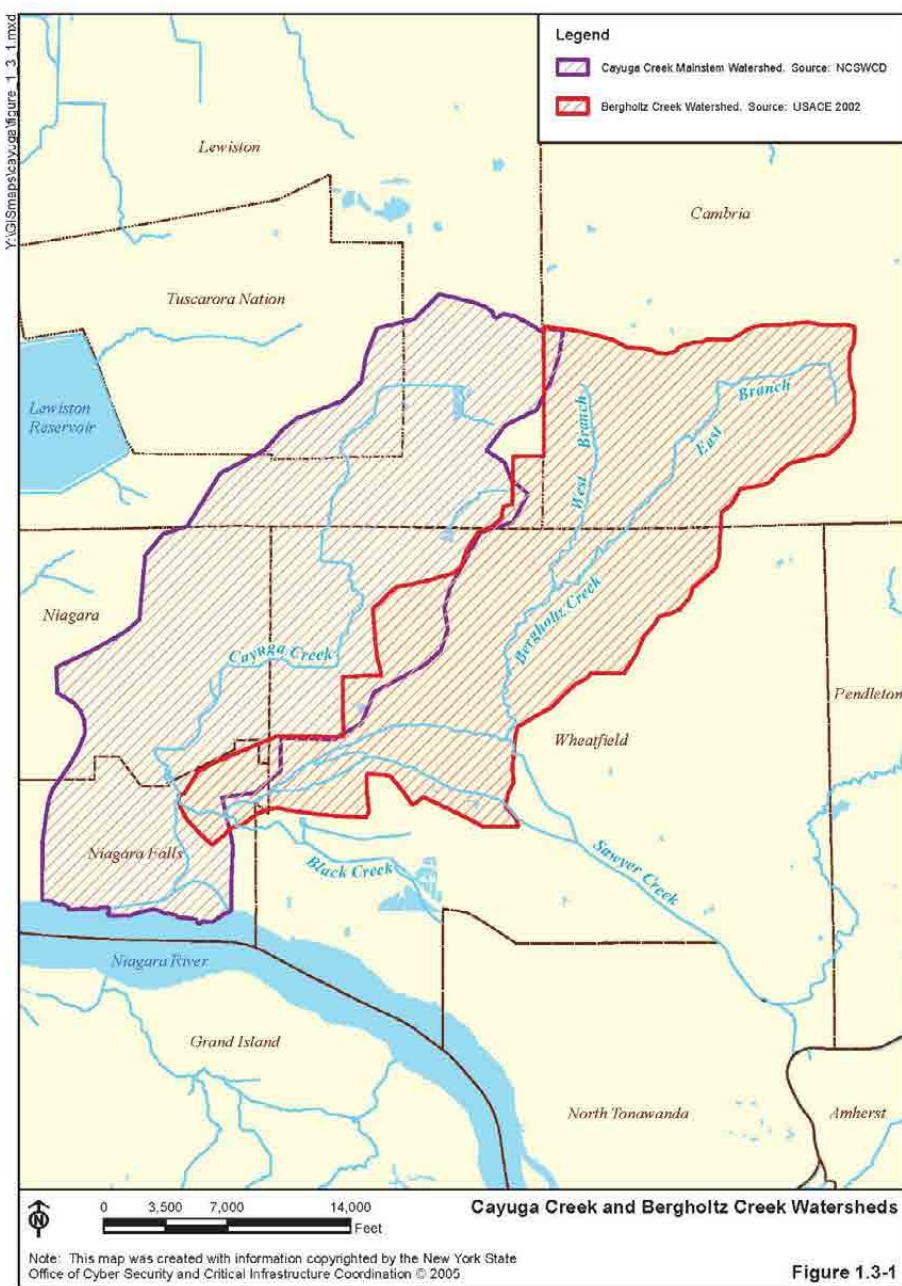 Y:\GISmaps\cayuga\figure_1_3_1.mxd
Legend
Cayuga Creek Mainstem Watershed. Source: NCSWCD
Bergholtz Creek Watershed. Source: USACE 2002
Lewiston
Cambria
Tuscarora Nation
Lewiston
Reservoir
West Branch
East Branch
Niagara
Bergholtz Creek
Cayuga Creek
Pendleton
Wheatfield
Niagara Falls
Black Creek
Sawyer Creek
Niagara River
Grand Island
North Tonawanda
Amherst
N
0 3,500 7,000 14,000
Feet
Cayuga Creek and Bergholtz Creek Watersheds
Note: This map was created with information copyrighted by the New York State
Office of Cyber Security and Critical Infrastructure Coordination © 2005
Figure 1.3-1